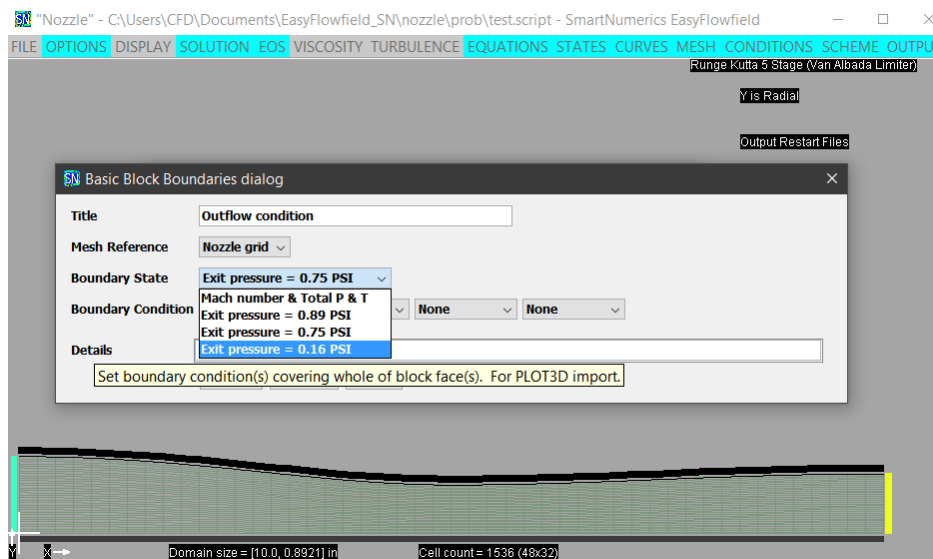 "Nozzle" - C:\Users\CFD\Documents\EasyFlowfield_SN\nozzle\prob\test.script - SmartNumerics EasyFlowfield
FILE OPTIONS DISPLAY SOLUTION EOS VISCOSITY TURBULENCE EQUATIONS STATES CURVES MESH CONDITIONS SCHEME OUTPU
Runge Kutta 5 Stage (Van Albada Limiter)
Y is Radial
Output Restart Files
SN Basic Block Boundaries dialog
Title Outflow condition
Mesh Reference Nozzle grid
Boundary State Exit pressure = 0.75 PSI
Mach number & Total P & T
Boundary Condition Exit pressure = 0.89 PSI None None
Exit pressure = 0.75 PSI
Details Exit pressure = 0.16 PSI
Set boundary condition(s) covering whole of block face(s). For PLOT3D import.
Y X Domain size = [10.0, 0.8921] in Cell count = 1536 (48x32)